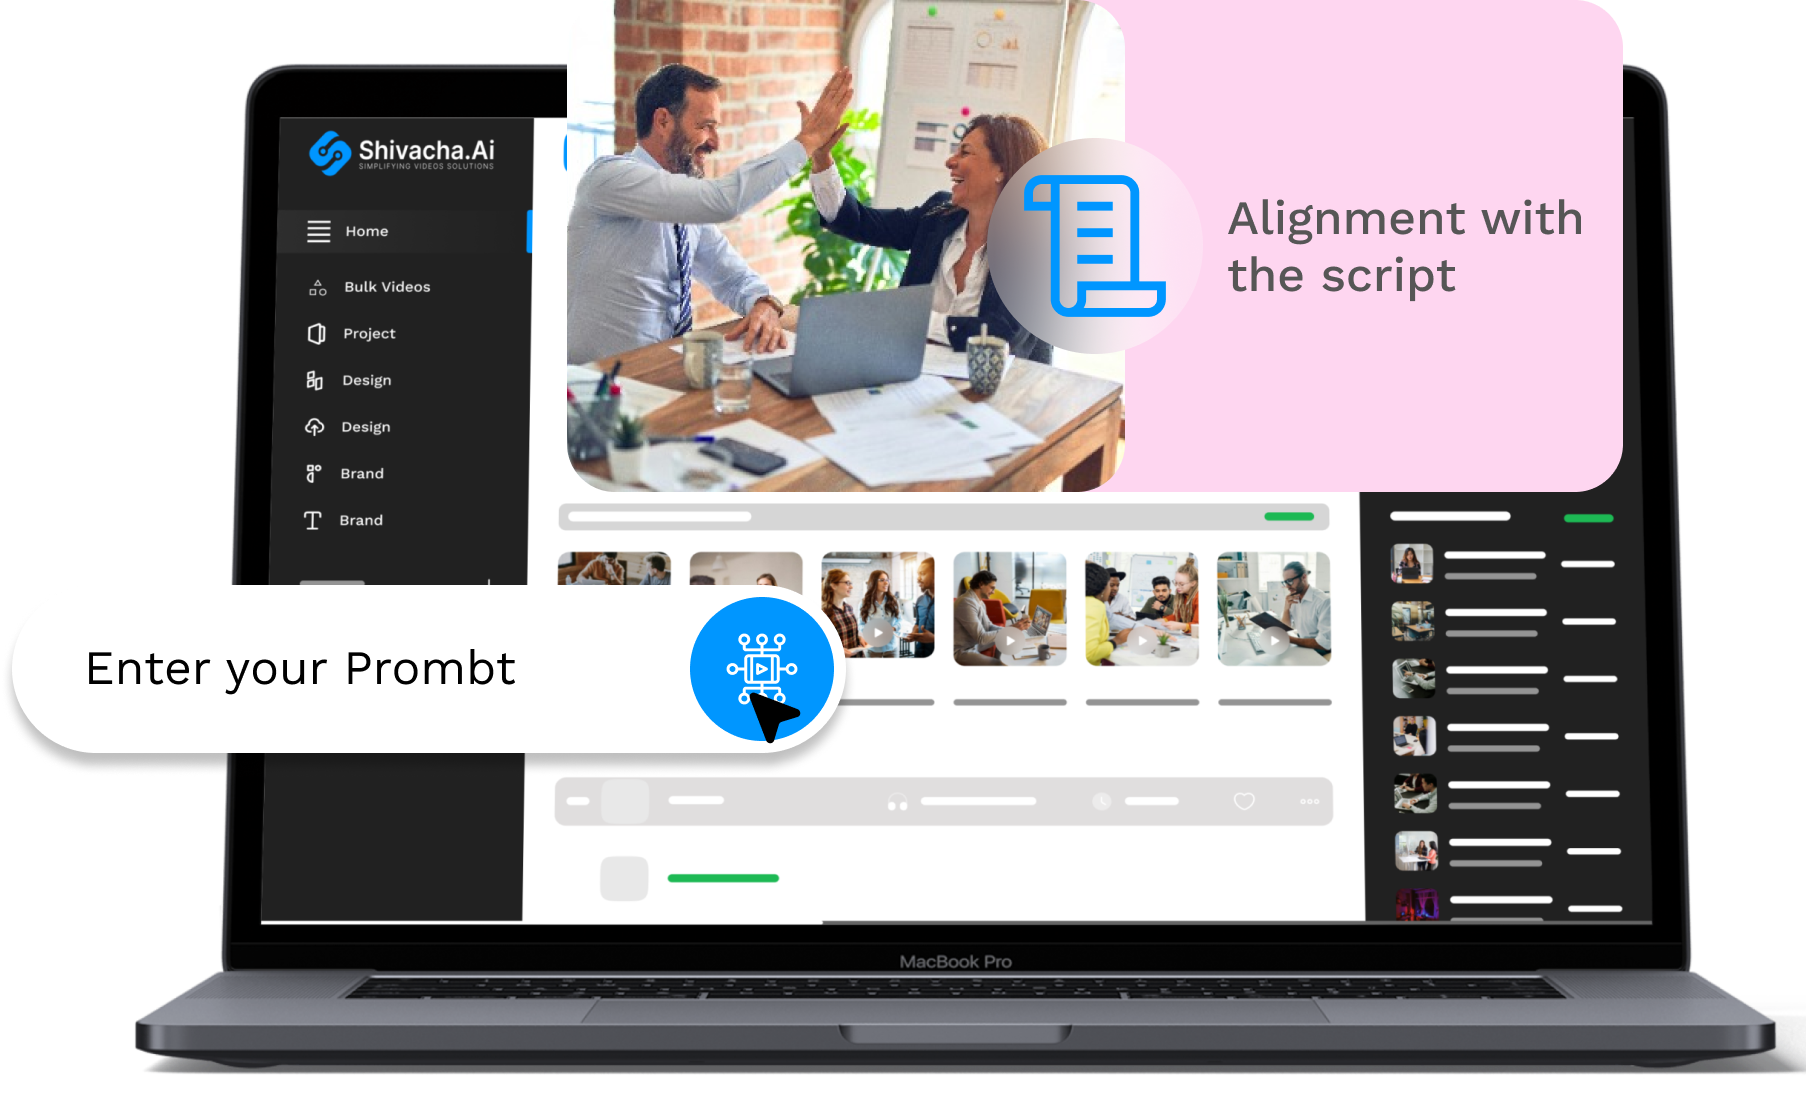 Shivacha.Ai
SIMPLIFYING VIDEOS SOLUTIONS
Home
Bulk Videos
Project
Design
Design
Brand
Brand
Alignment with
the script
Enter your Prombt
MacBook Pro